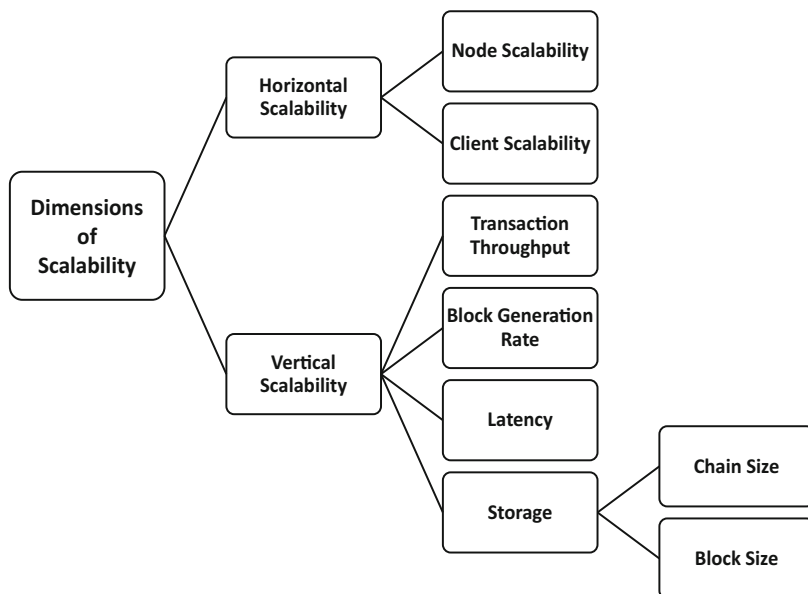 Dimensions
of
Scalability
Horizontal
Scalability
Node Scalability
Client Scalability
Vertical
Scalability
Transaction
Throughput
Block Generation
Rate
Latency
Storage
Chain Size
Block Size